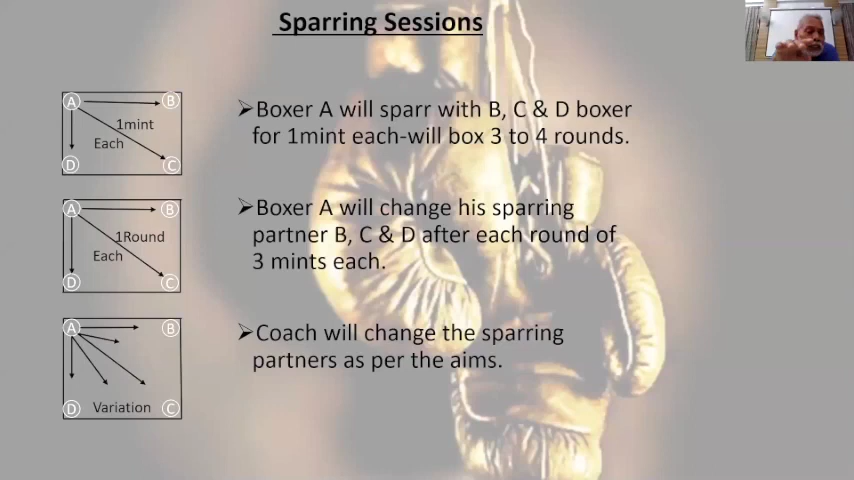 Sparring Sessions
A B
1mint
Each
D C
➢Boxer A will sparr with B, C & D boxer
for 1mint each-will box 3 to 4 rounds.
A B
1Round
Each
D C
➢Boxer A will change his sparring
partner B, C & D after each round of
3 mints each.
A B
D Variation C
➢Coach will change the sparring
partners as per the aims.